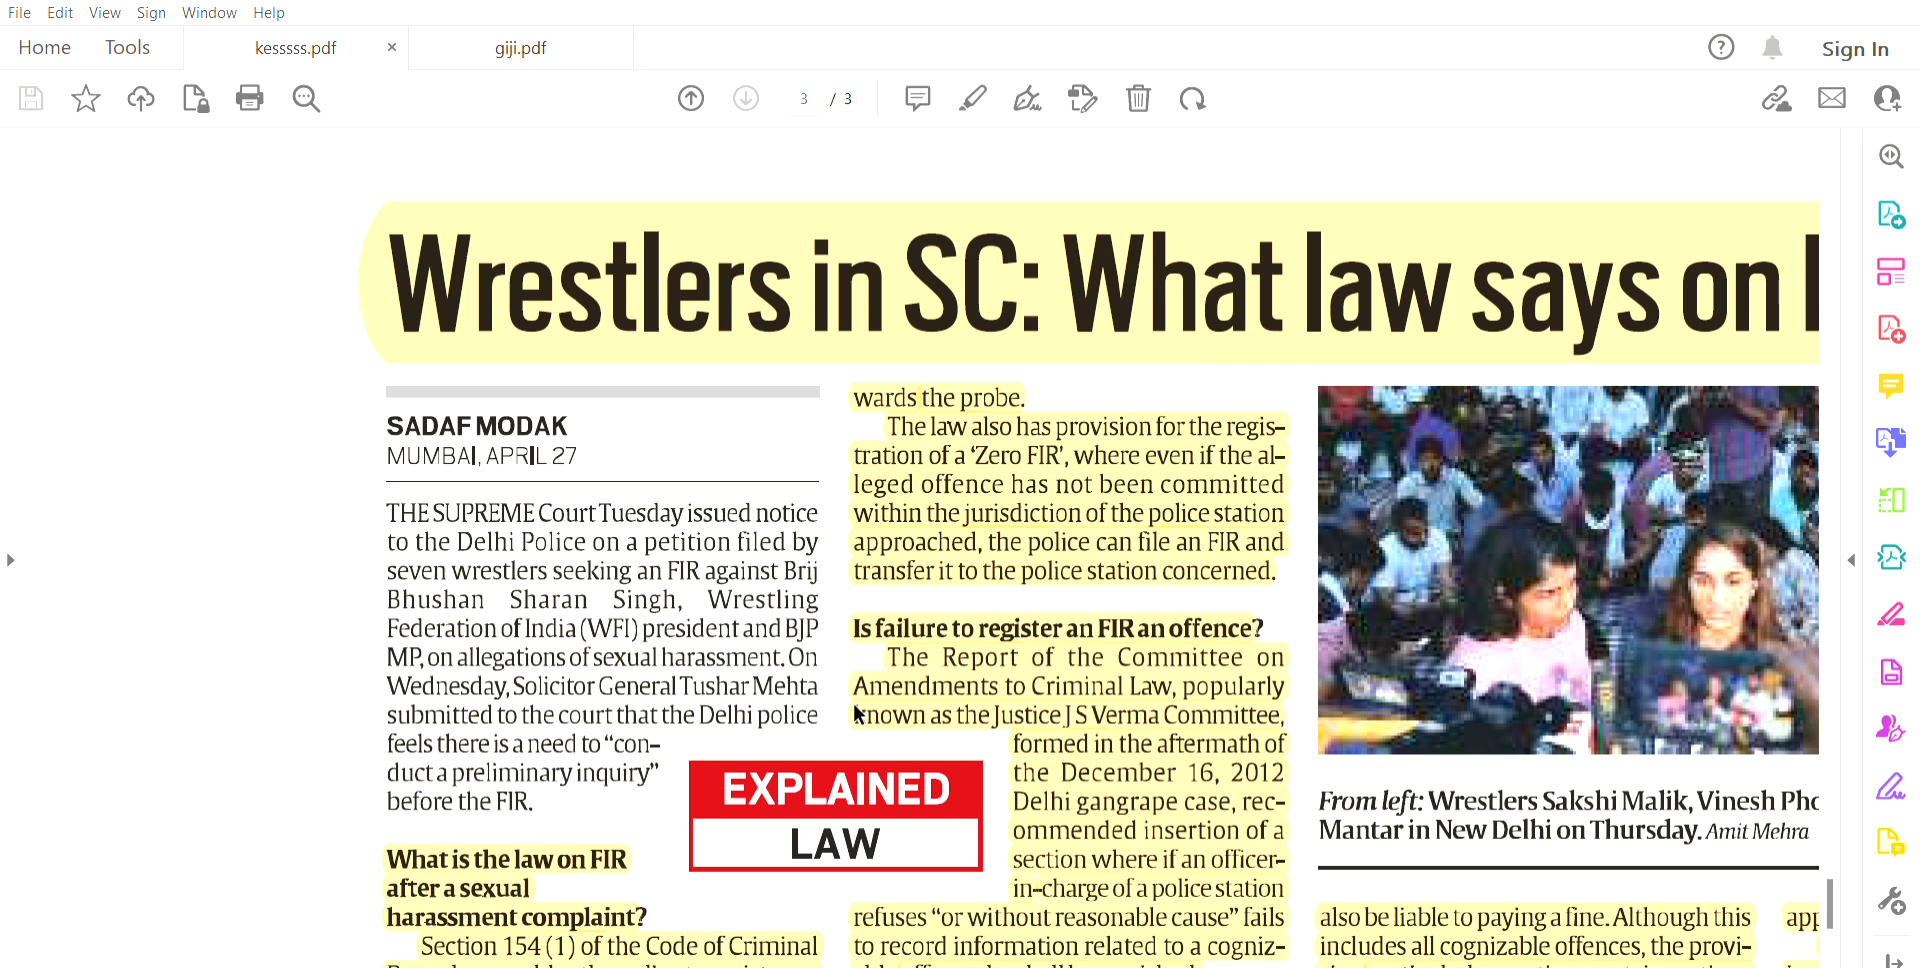 File Edit View Sign Window Help
Home Tools kesssss.pdf × giji.pdf Sign In
3 / 3
Wrestlers in SC: What law says on
SADAF MODAK
MUMBAI, APRIL 27
THE SUPREME Court Tuesday issued notice
to the Delhi Police on a petition filed by
seven wrestlers seeking an FIR against Brij
Bhushan Sharan Singh, Wrestling
Federation of India (WFI) president and BJP
MP, on allegations of sexual harassment. On
Wednesday, Solicitor General Tushar Mehta
submitted to the court that the Delhi police
feels there is a need to “con-
duct a preliminary inquiry”
before the FIR.
What is the law on FIR
after a sexual
harassment complaint?
Section 154 (1) of the Code of Criminal
EXPLAINED
LAW
wards the probe.
The law also has provision for the regis-
tration of a ‘Zero FIR’, where even if the al-
leged offence has not been committed
within the jurisdiction of the police station
approached, the police can file an FIR and
transfer it to the police station concerned.
Is failure to register an FIR an offence?
The Report of the Committee on
Amendments to Criminal Law, popularly
known as the Justice J S Verma Committee,
formed in the aftermath of
the December 16, 2012
Delhi gangrape case, rec-
ommended insertion of a
section where if an officer-
in-charge of a police station
refuses “or without reasonable cause” fails
to record information related to a cogniz-
From left: Wrestlers Sakshi Malik, Vinesh Pho
Mantar in New Delhi on Thursday. Amit Mehra
also be liable to paying a fine. Although this
includes all cognizable offences, the provi-
app